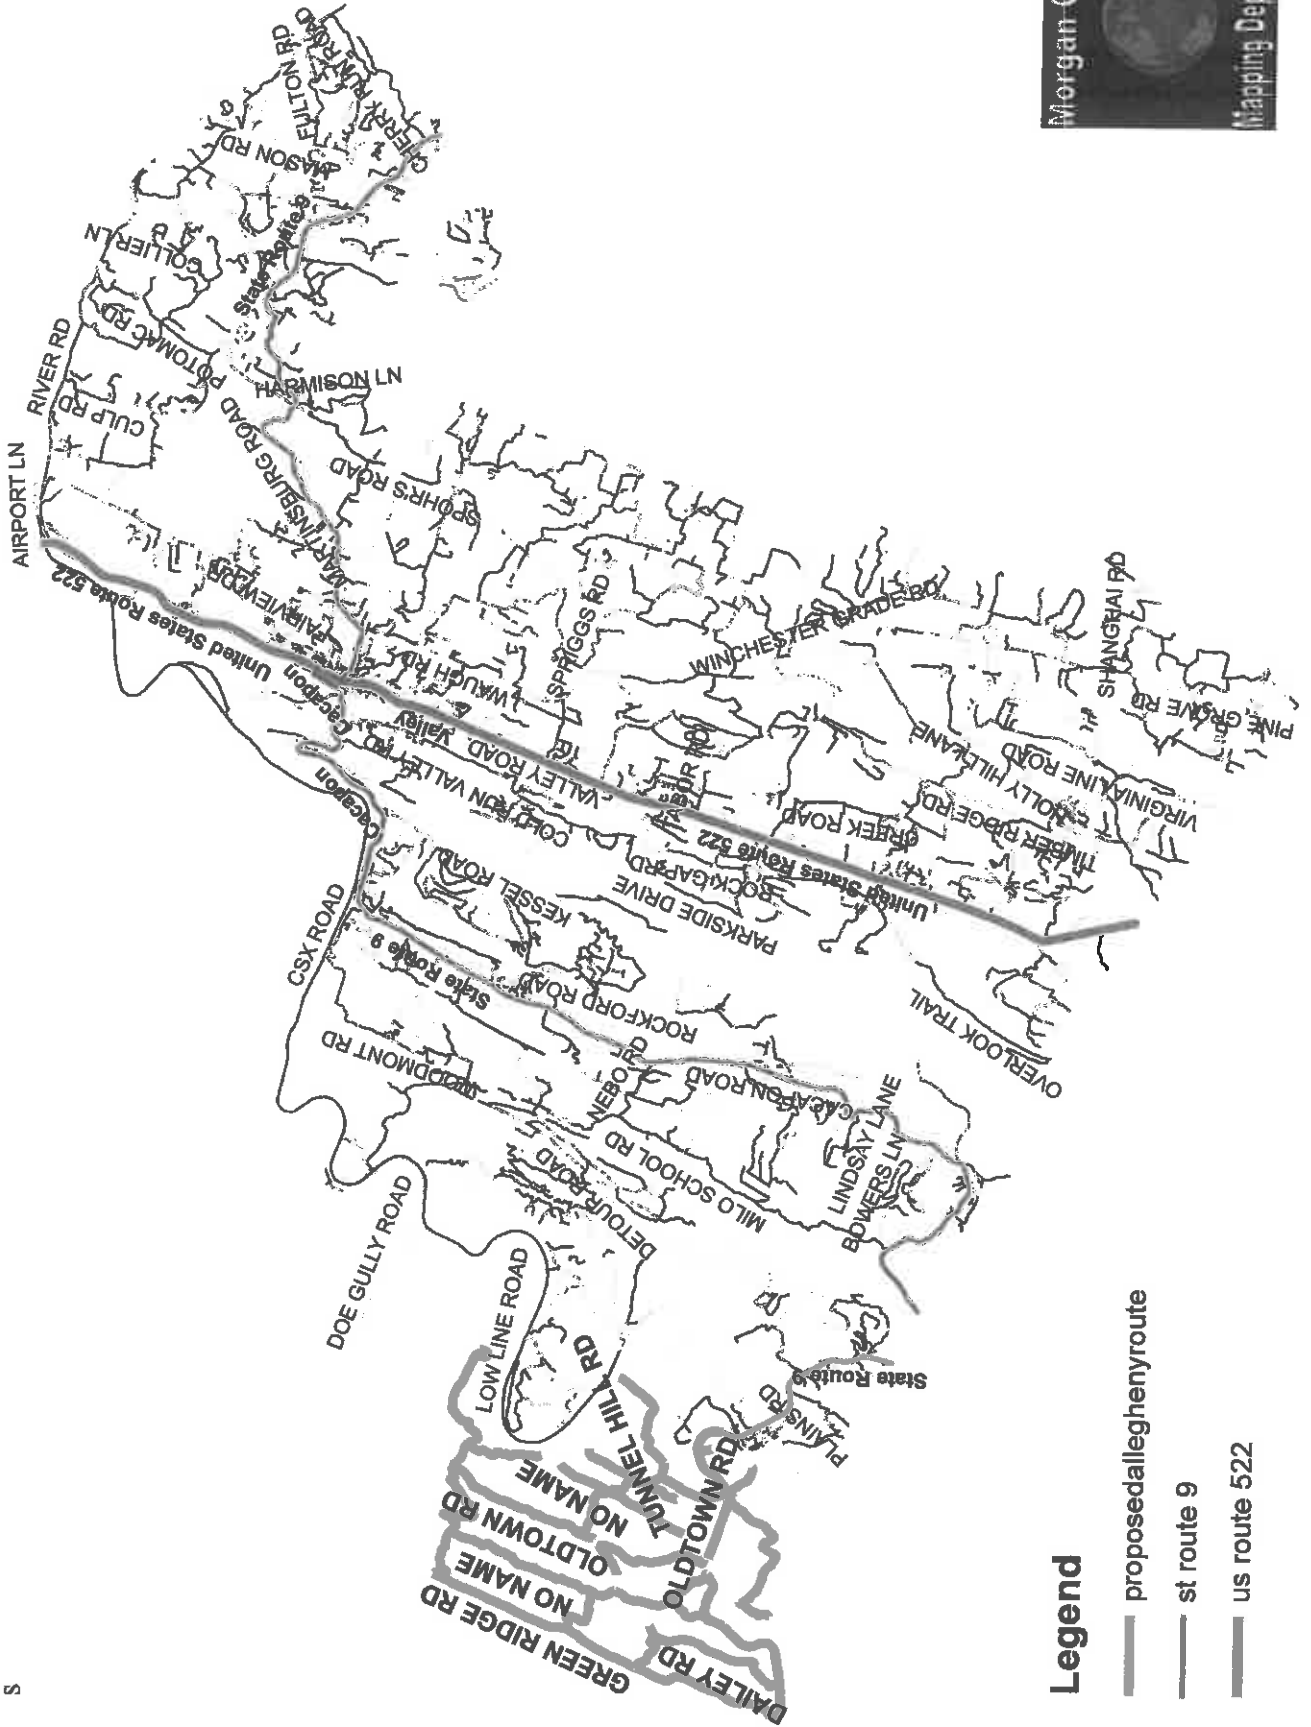 S
AIRPORT LN
RIVER RD
CULP RD
POTOMAC RD
COLLIER LN
MASON RD
FULTON RD
CHERRY RUN ROAD
State Route 9
HARMISON LN
MARTINSBURG ROAD
SPOHR'S ROAD
United States Route 522
FAIRVIEW DR
Cacapon
Cacapon
Cacapon
Valley
WAUGH RD
SPRIGGS RD
WINCHESTER GRADE RD
SHANGHAI RD
PINE GROVE RD
VIRGINIA LINE ROAD
HOLLY HILL LANE
TIMBER RIDGE RD
CREEK ROAD
VALLEY ROAD
COLD RUN VALLEY RD
ROCK GAP RD
PARKSIDE DRIVE
United States Route 522
KESSEL ROAD
CSX ROAD
State Route 9
ROCKFORD ROAD
WOODMONT RD
NEBO RD
CACAPON ROAD
OVERLOOK TRAIL
LINDSAY LANE
BOWERS LN
MILO SCHOOL RD
DETOUR ROAD
DOE GULLY ROAD
LOW LINE ROAD
TUNNEL HILL RD
State Route 9
PLAINS RD
OLDTOWN RD
NO NAME
OLDTOWN RD
NO NAME
GREEN RIDGE RD
DAILEY RD
Legend
proposedalleghenyroute
st route 9
us route 522
Morgan
Mapping